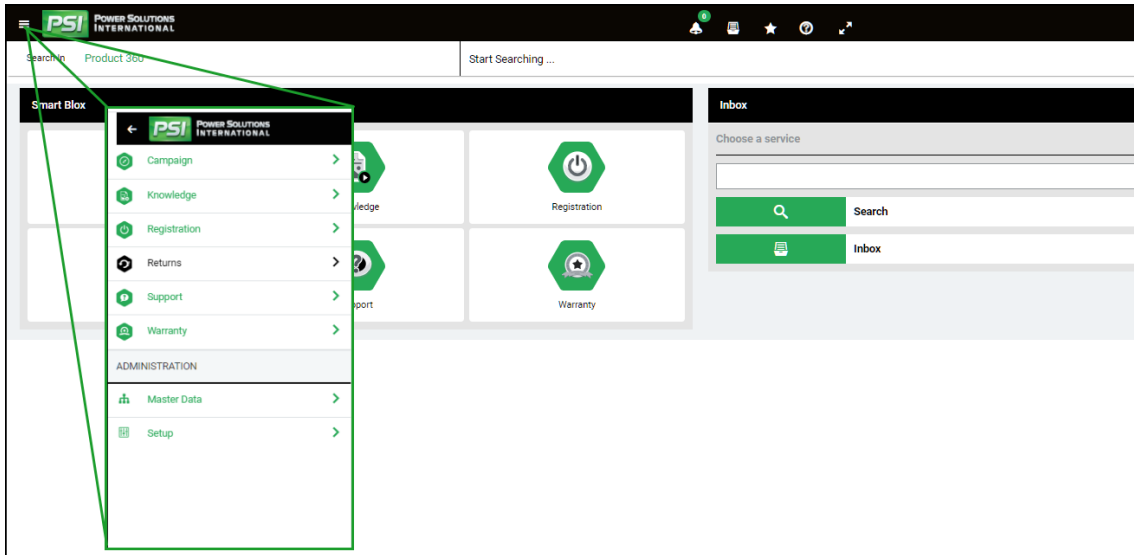 PSI POWER SOLUTIONS
INTERNATIONAL
0
Search In Product 360
Start Searching ...
Smart Blox
Inbox
PSI POWER SOLUTIONS
INTERNATIONAL
Campaign
Knowledge
Registration
Returns
Support
Warranty
ADMINISTRATION
Master Data
Setup
vledge
Registration
pport
Warranty
Choose a service
Search
Inbox